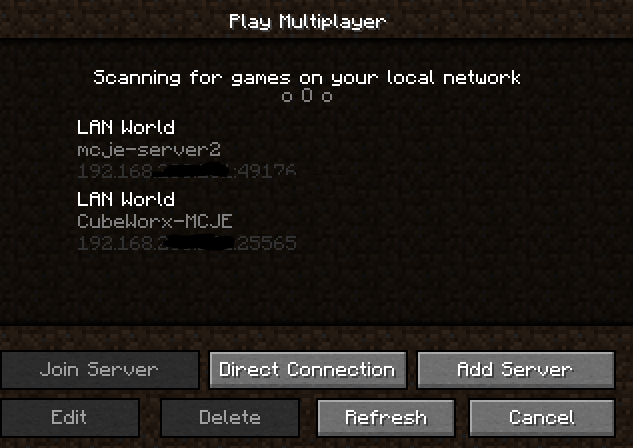 Play Multiplayer
Scanning for games on your local network
o O o
LAN World
mcje-server2
192.168. :49176
LAN World
CubeWorx-MCJE
192.168.2 :25565
Join Server
Direct Connection
Add Server
Edit
Delete
Refresh
Cancel